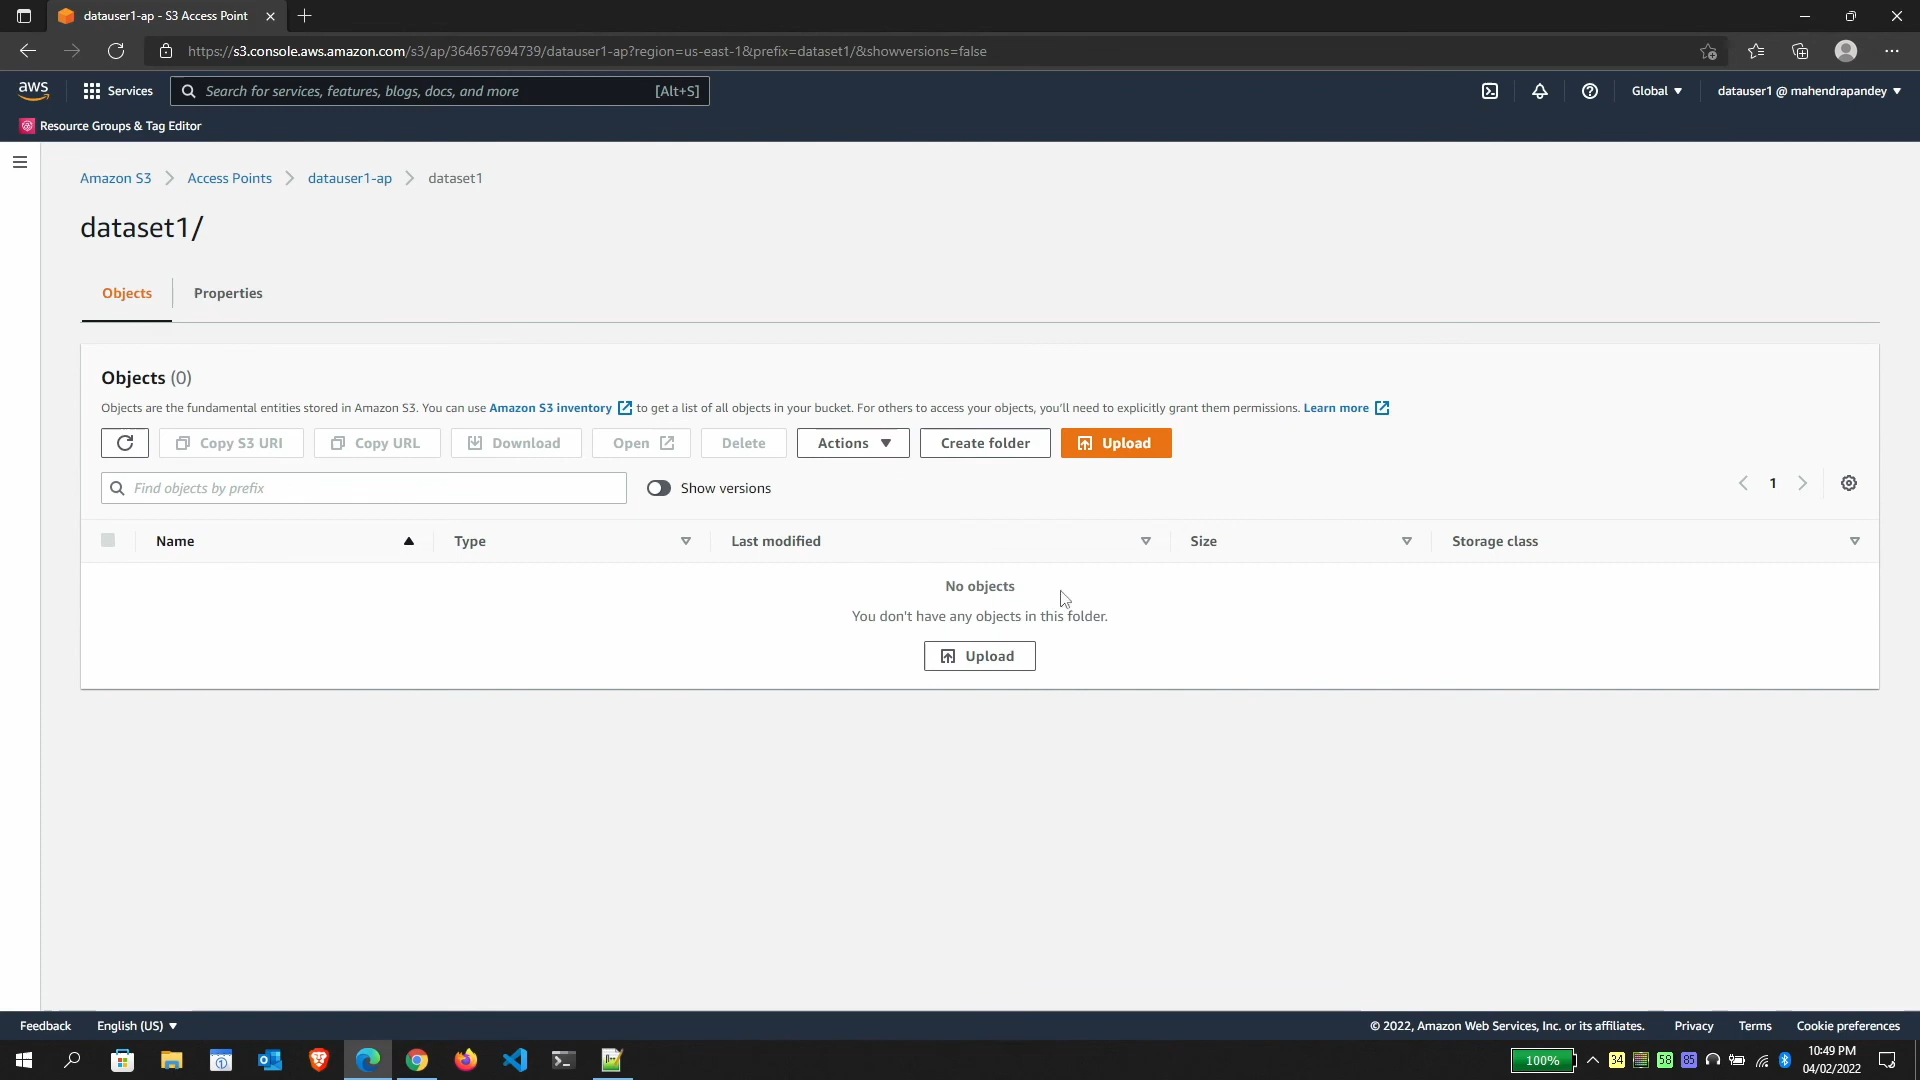 datauser1-ap - S3 Access Point
https://s3.console.aws.amazon.com/s3/ap/364657694739/datauser1-ap?region=us-east-1&prefix=dataset1/&showversions=false
aws Services Search for services, features, blogs, docs, and more [Alt+S] Global datauser1 @ mahendrapandey
Resource Groups & Tag Editor
Amazon S3 Access Points datauser1-ap dataset1
dataset1/
Objects Properties
Objects (0)
Objects are the fundamental entities stored in Amazon S3. You can use Amazon S3 inventory to get a list of all objects in your bucket. For others to access your objects, you'll need to explicitly grant them permissions. Learn more
Copy S3 URI Copy URL Download Open Delete Actions Create folder Upload
Find objects by prefix Show versions 1
Name Type Last modified Size Storage class
No objects
You don't have any objects in this folder.
Upload
Feedback English (US) © 2022, Amazon Web Services, Inc. or its affiliates. Privacy Terms Cookie preferences
100% 34 58 85 10:49 PM
04/02/2022